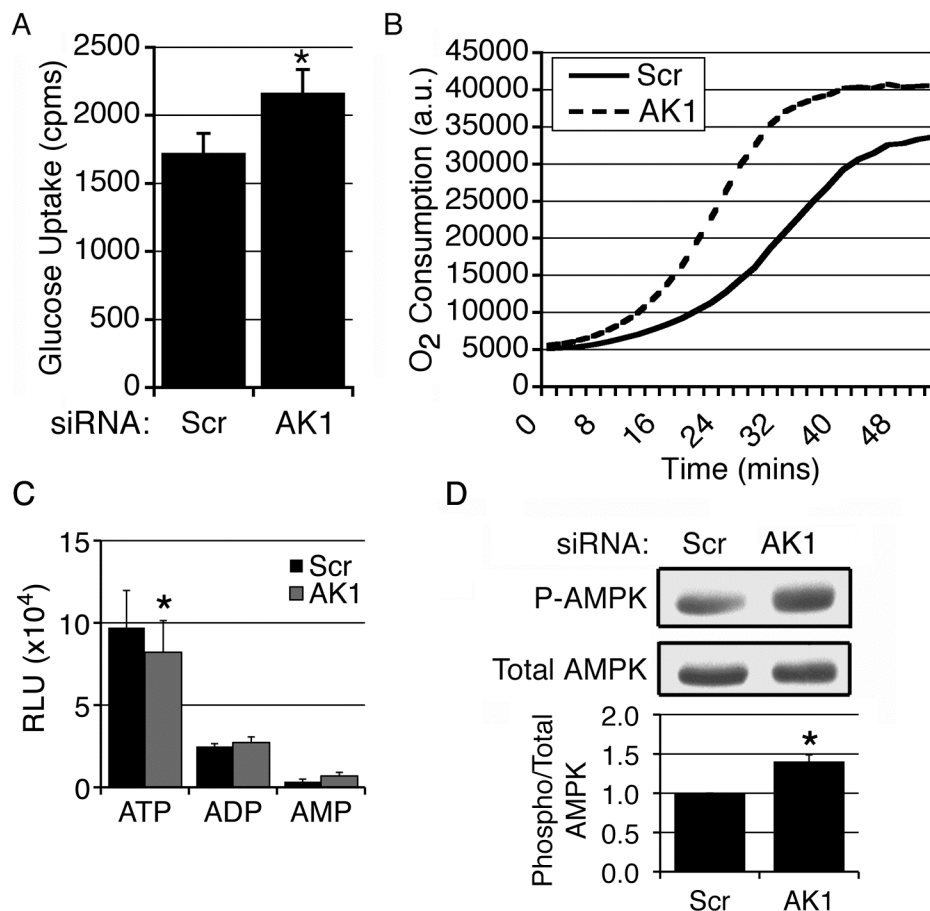 A
Glucose Uptake (cpms)
2500
2000
1500
1000
500
0
*
siRNA: Scr AK1
B
O2 Consumption (a.u.)
45000
40000
35000
30000
25000
20000
15000
10000
5000
0
Scr
AK1
0 8 16 24 32 40 48
Time (mins)
C
RLU (x10⁴)
15
10
5
0
Scr
AK1
*
ATP ADP AMP
D
siRNA: Scr AK1
P-AMPK
Total AMPK
Phospho/Total
AMPK
2.0
1.5
1.0
0.5
0.0
*
Scr AK1